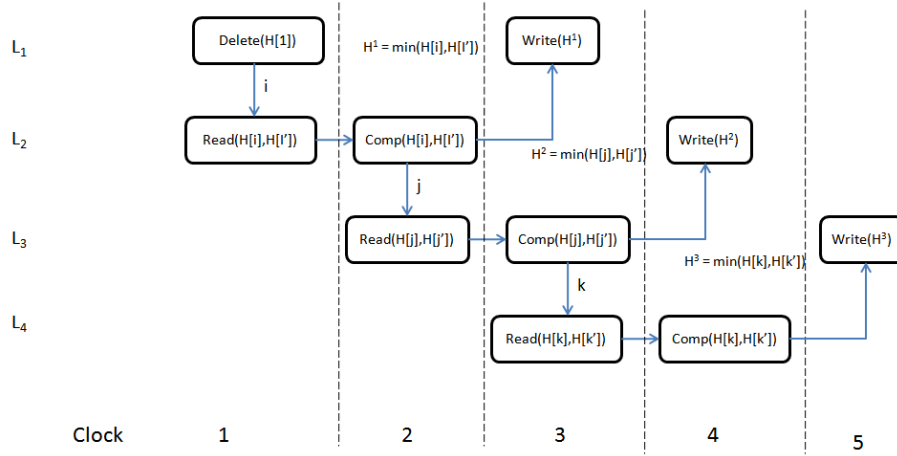 L₁
Delete(H[1])
H¹ = min(H[i],H[I'])
Write(H¹)
i
L₂
Read(H[i],H[I'])
Comp(H[i],H[I'])
Write(H²)
H² = min(H[j],H[j'])
j
L₃
Read(H[j],H[j'])
Comp(H[j],H[j'])
Write(H³)
H³ = min(H[k],H[k'])
k
L₄
Read(H[k],H[k'])
Comp(H[k],H[k'])
Clock 1 2 3 4 5